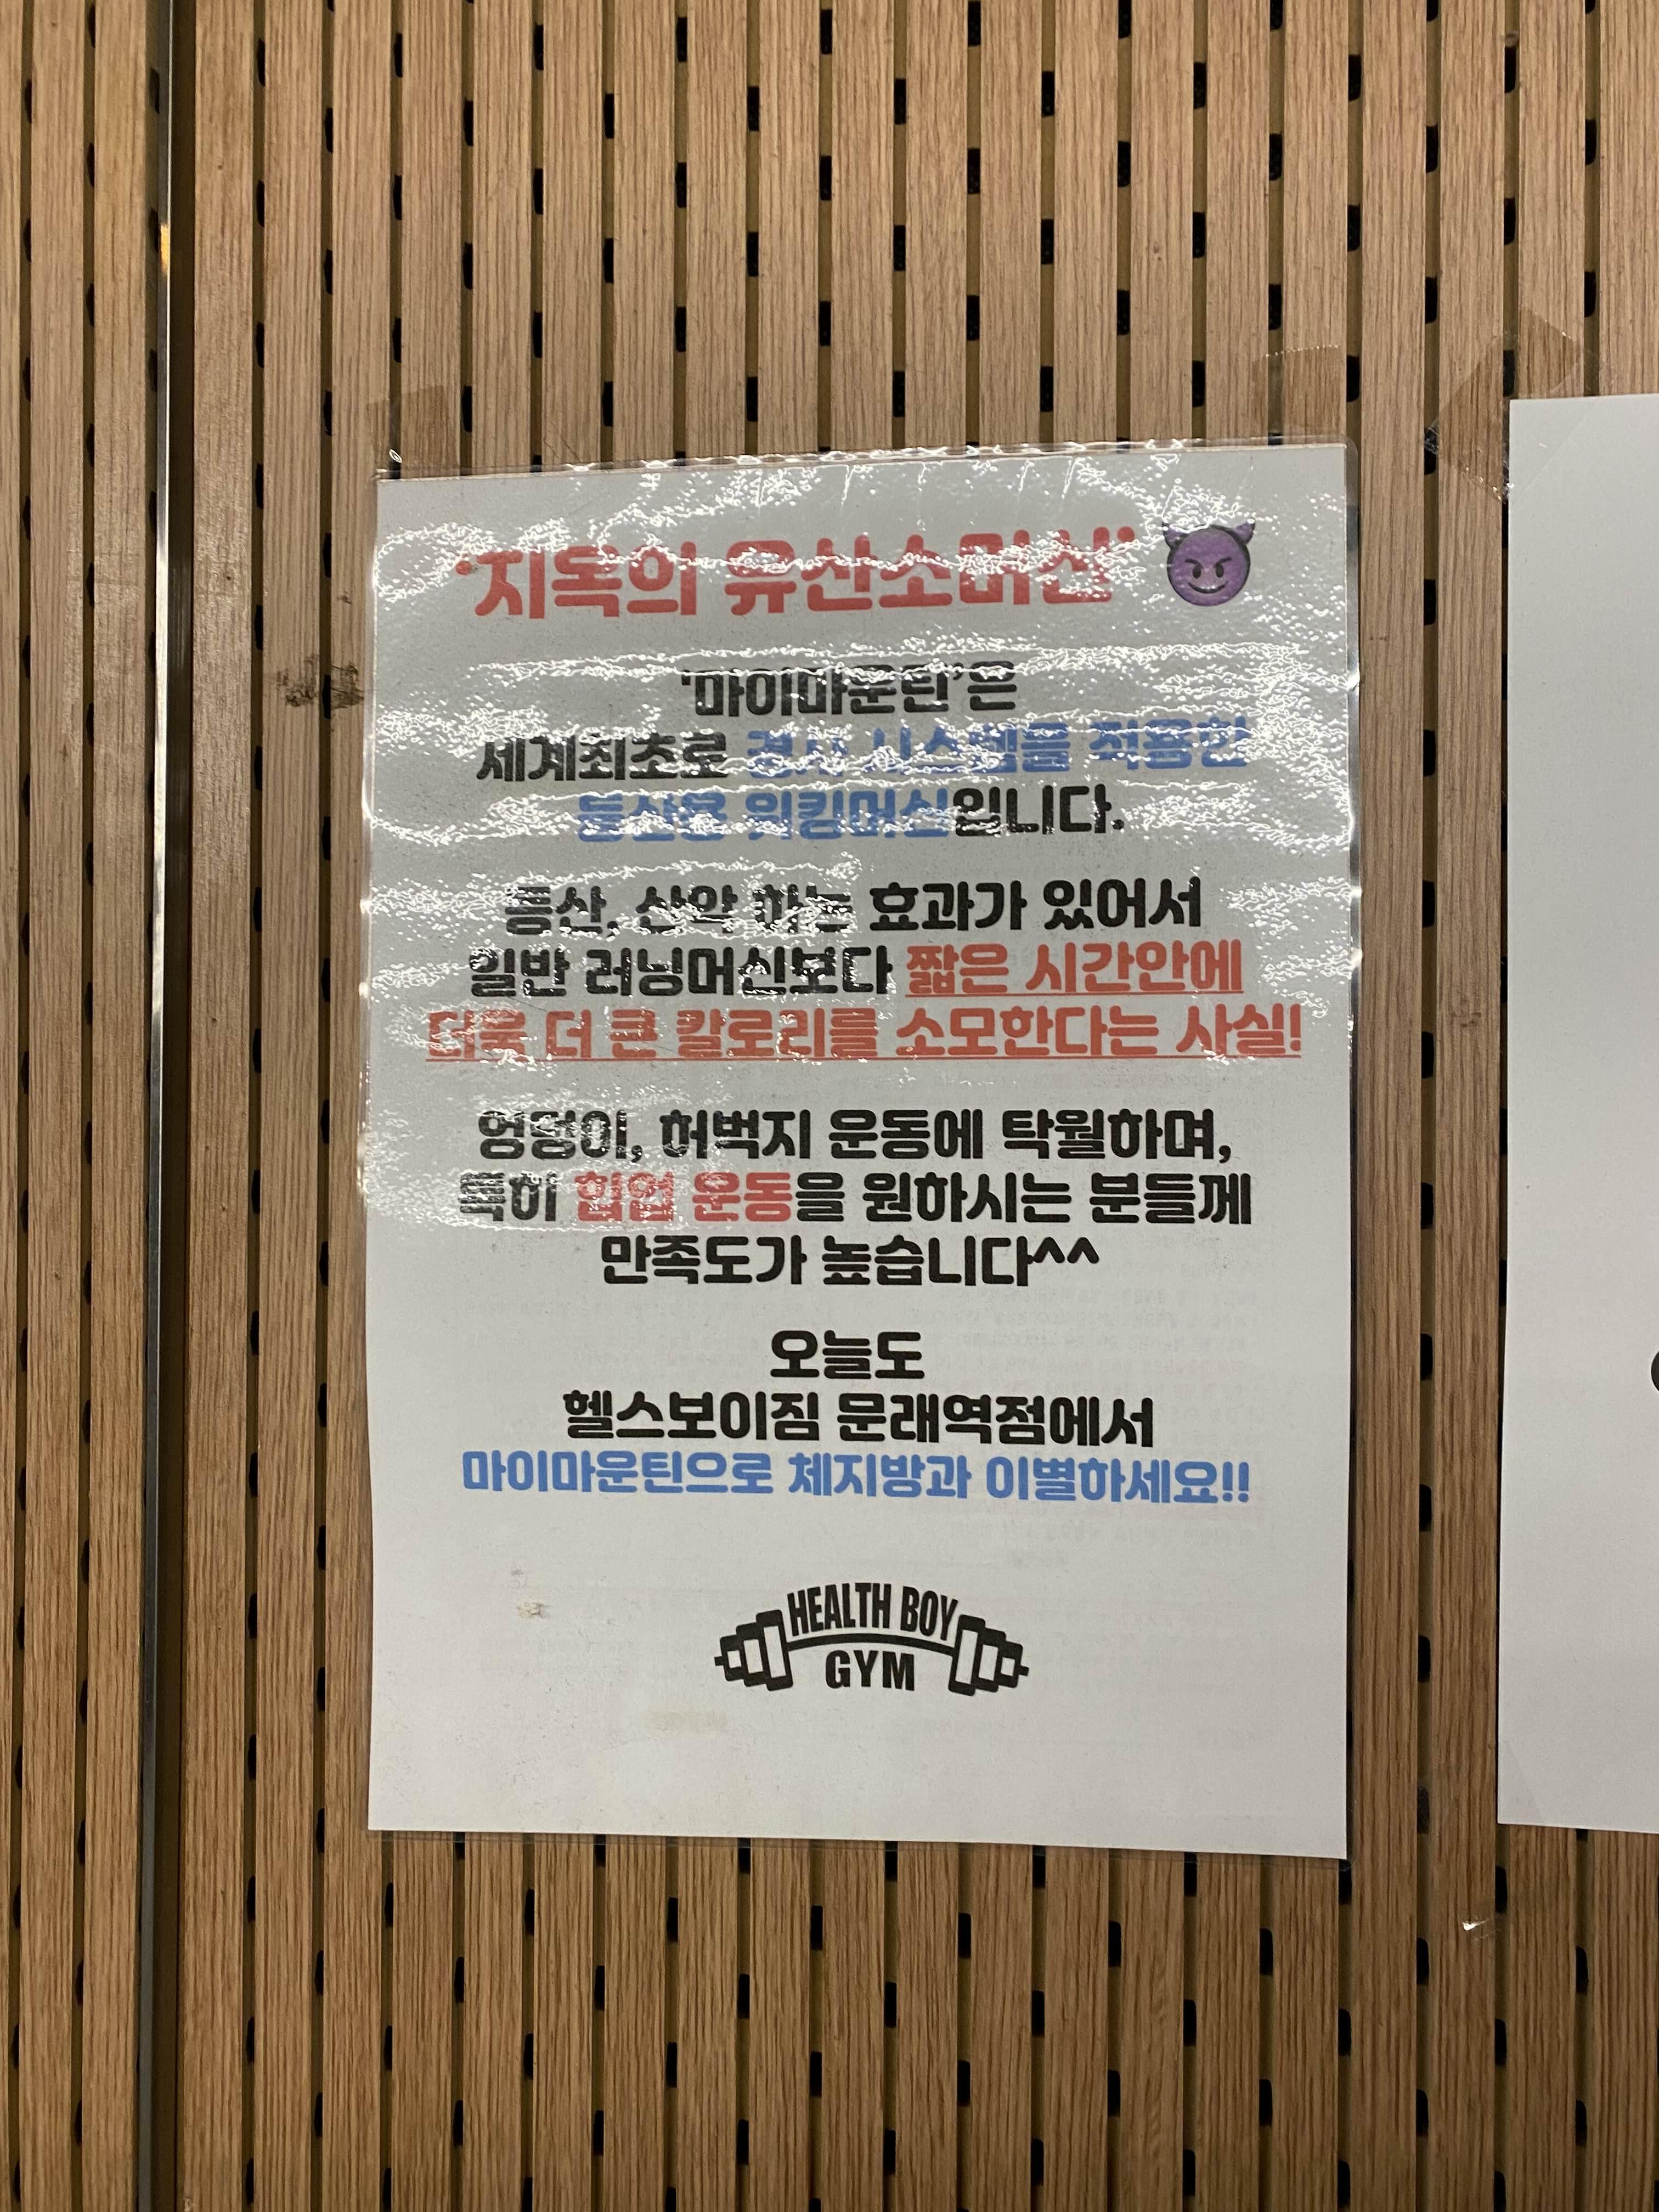 '지옥의 유산소머신'
'마이마운틴'은
세계최초로 경사 시스템을 적용한
등산용 워킹머신입니다.
등산, 산악 하는 효과가 있어서
일반 러닝머신보다 짧은 시간안에
더욱 더 큰 칼로리를 소모한다는 사실!
엉덩이, 허벅지 운동에 탁월하며,
특히 힙업 운동을 원하시는 분들께
만족도가 높습니다^^
오늘도
헬스보이짐 문래역점에서
마이마운틴으로 체지방과 이별하세요!!
HEALTH BOY
GYM